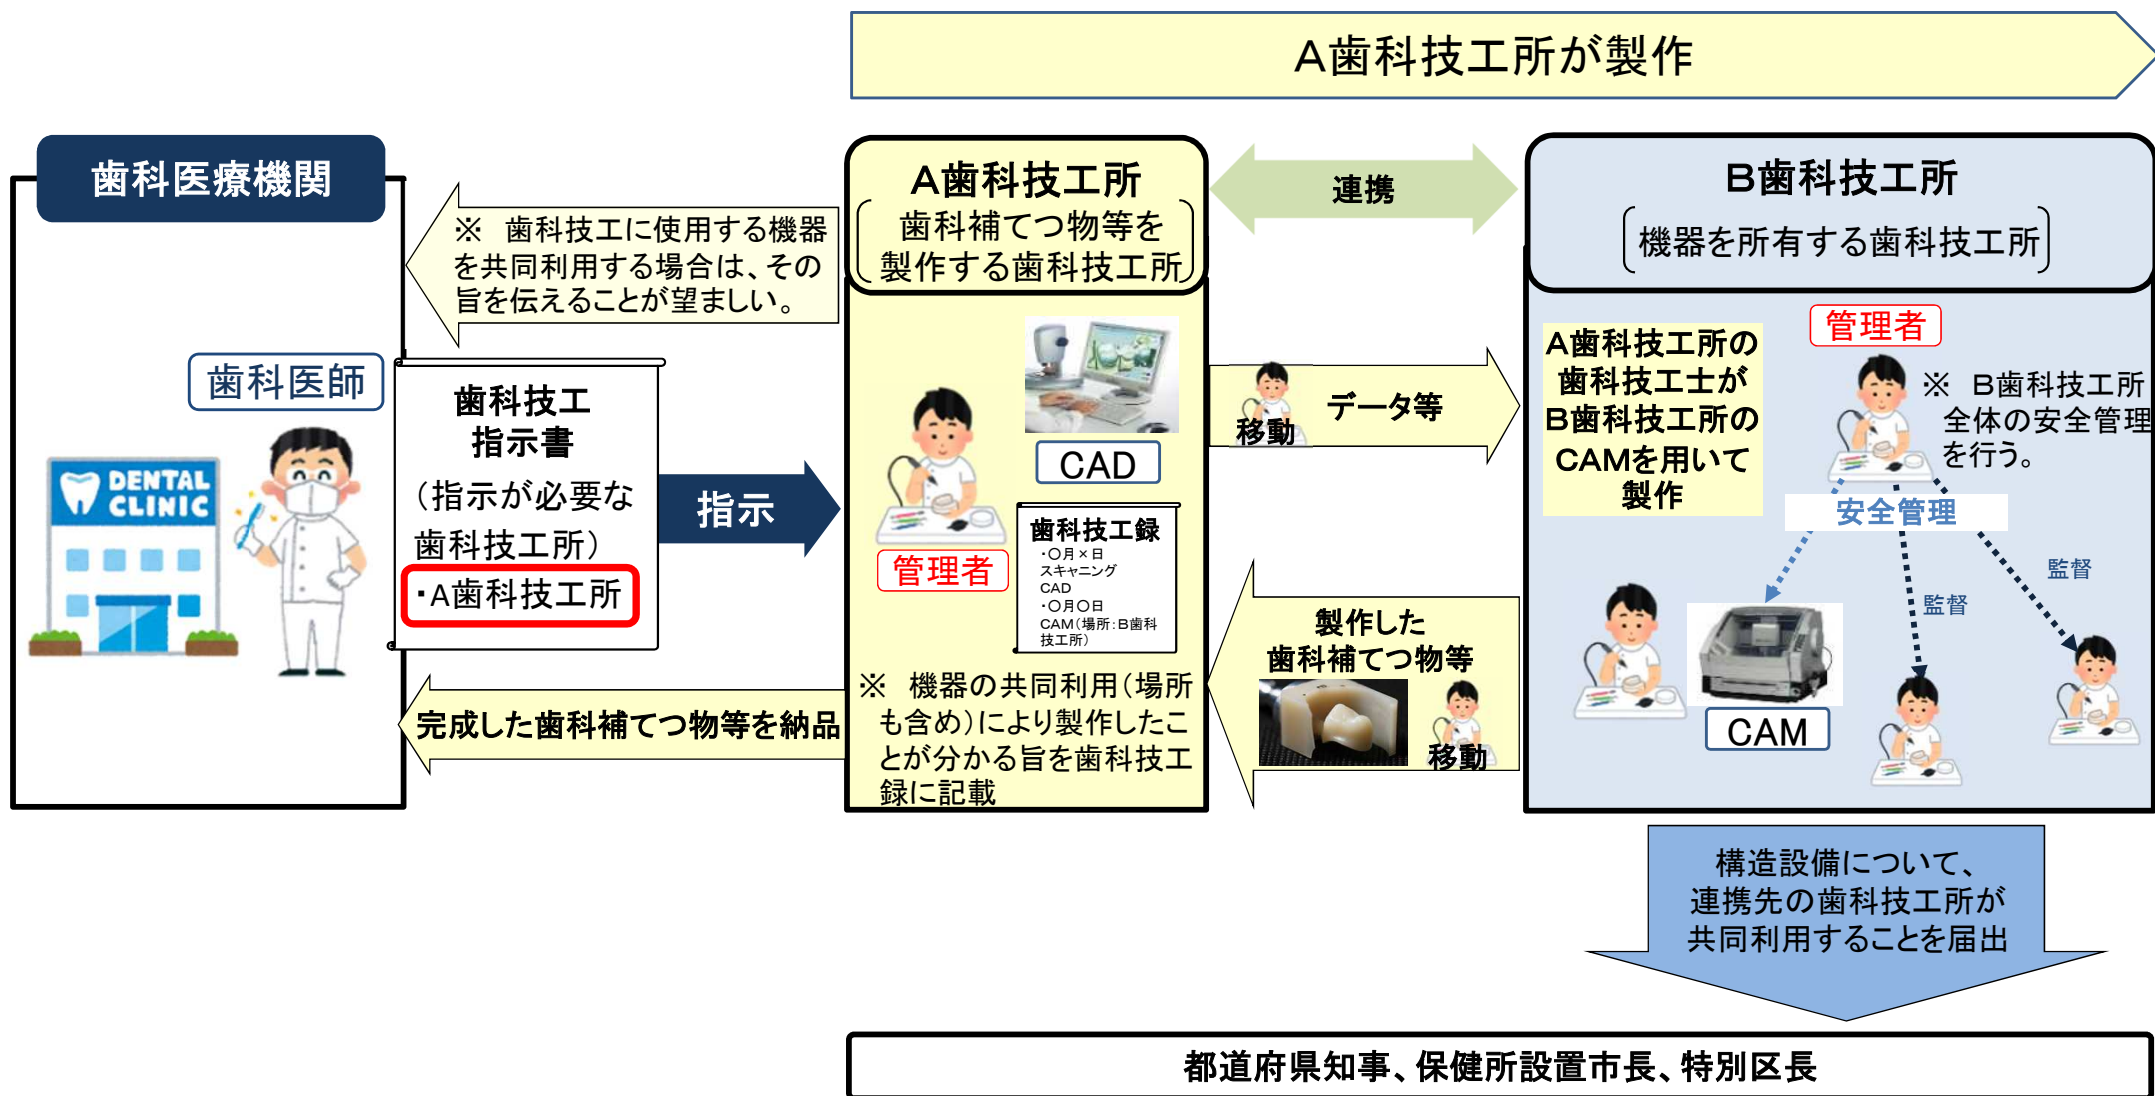 A歯科技工所が製作
歯科医療機関
※　歯科技工に使用する機器
を共同利用する場合は、その
旨を伝えることが望ましい。
歯科医師
DENTAL
CLINIC
歯科技工
指示書
（指示が必要な
歯科技工所）
・A歯科技工所
指示
完成した歯科補てつ物等を納品
A歯科技工所
歯科補てつ物等を
製作する歯科技工所
CAD
管理者
歯科技工録
・〇月×日
スキャニング
CAD
・〇月〇日
CAM（場所：B歯科
技工所）
※　機器の共同利用（場所
も含め）により製作したこ
とが分かる旨を歯科技工
録に記載
連携
移動
データ等
製作した
歯科補てつ物等
移動
B歯科技工所
機器を所有する歯科技工所
A歯科技工所の
歯科技工士が
B歯科技工所の
CAMを用いて
製作
管理者
※　B歯科技工所
全体の安全管理
を行う。
安全管理
監督
監督
CAM
構造設備について、
連携先の歯科技工所が
共同利用することを届出
都道府県知事、保健所設置市長、特別区長